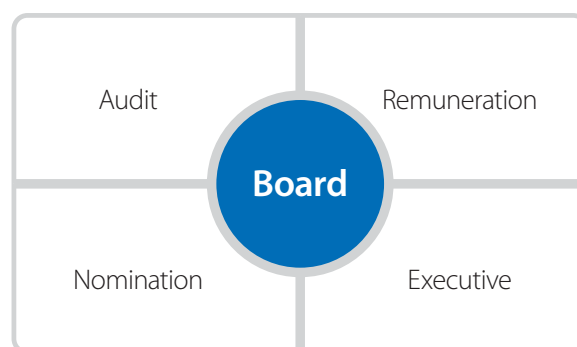 Audit
Remuneration
Board
Nomination
Executive